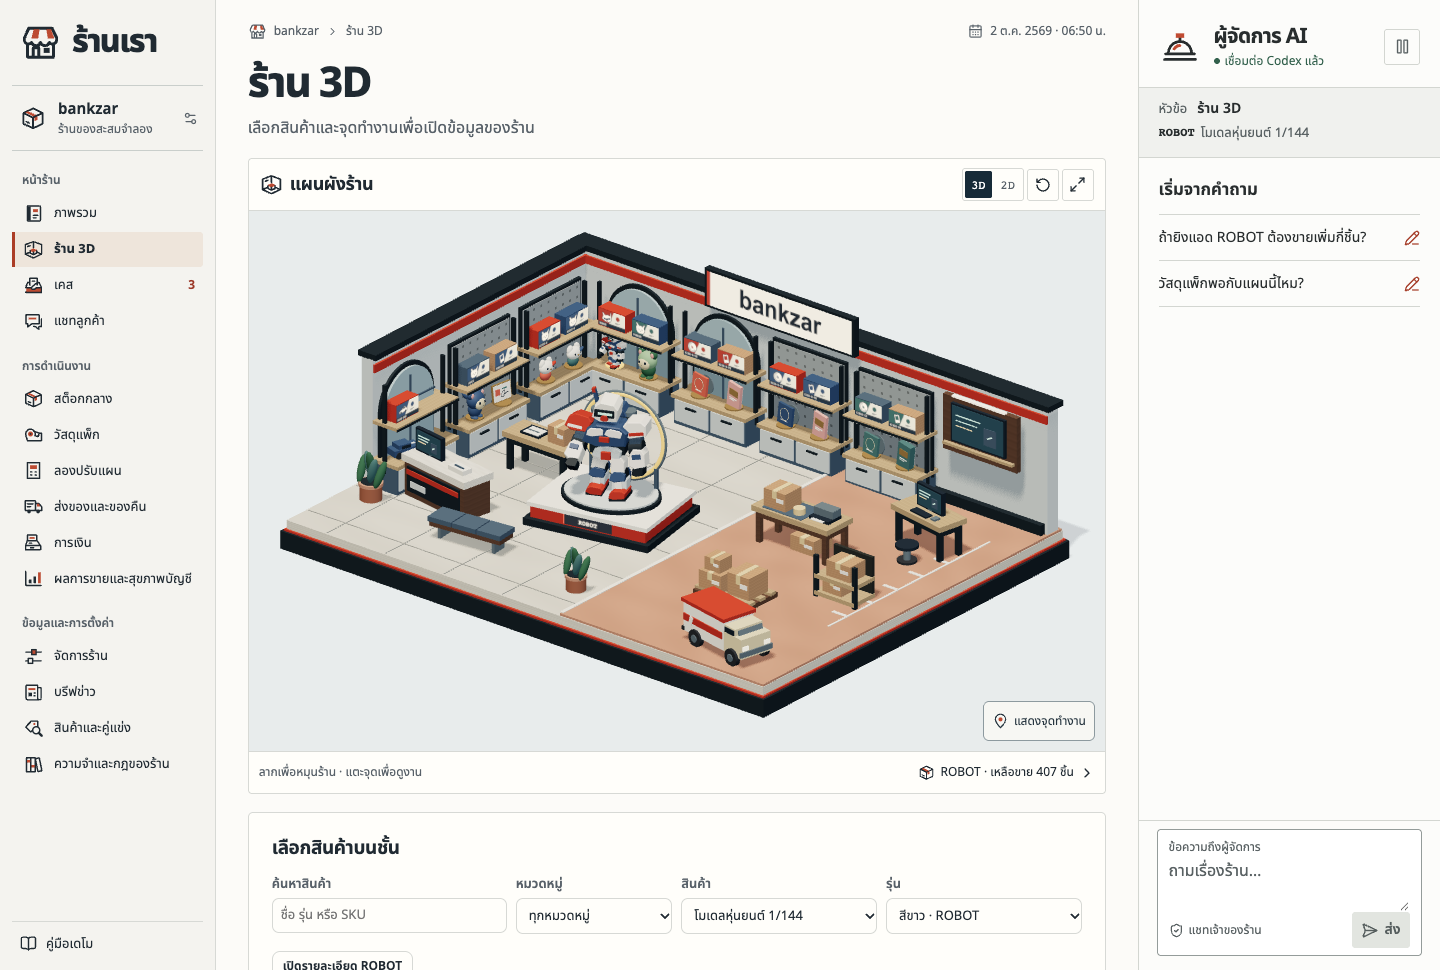 ร้านเรา
bankzar
ร้านของสะสมจำลอง
หน้าร้าน
ภาพรวม
ร้าน 3D
เคส 3
แชทลูกค้า
การดำเนินงาน
สต็อกกลาง
วัสดุแพ็ก
ลองปรับแผน
ส่งของและของคืน
การเงิน
ผลการขายและสุขภาพบัญชี
ข้อมูลและการตั้งค่า
จัดการร้าน
บรีฟข่าว
สินค้าและคู่แข่ง
ความจำและกฎของร้าน
คู่มือเดโม
bankzar > ร้าน 3D
2 ต.ค. 2569 · 06:50 น.
ร้าน 3D
เลือกสินค้าและจุดทำงานเพื่อเปิดข้อมูลของร้าน
แผนผังร้าน
3D 2D
bankzar
ROBOT
แสดงจุดทำงาน
ลากเพื่อหมุนร้าน · แตะจุดเพื่อดูงาน
ROBOT · เหลือขาย 407 ชิ้น
เลือกสินค้าบนชั้น
ค้นหาสินค้า หมวดหมู่ สินค้า รุ่น
ชื่อ รุ่น หรือ SKU ทุกหมวดหมู่ โมเดลหุ่นยนต์ 1/144 สีขาว · ROBOT
เปิดรายละเอียด ROBOT
ผู้จัดการ AI
เชื่อมต่อ Codex แล้ว
หัวข้อ ร้าน 3D
ROBOT โมเดลหุ่นยนต์ 1/144
เริ่มจากคำถาม
ถ้ายิงแอด ROBOT ต้องขายเพิ่มกี่ชิ้น?
วัสดุแพ็กพอกับแผนนี้ไหม?
ข้อความถึงผู้จัดการ
ถามเรื่องร้าน...
แชทเจ้าของร้าน
ส่ง